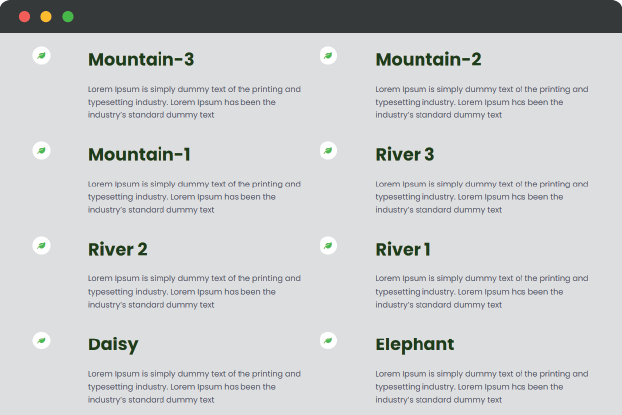 Mountain-3
Lorem Ipsum is simply dummy text of the printing and
typesetting industry. Lorem Ipsum has been the
industry's standard dummy text
Mountain-2
Lorem Ipsum is simply dummy text of the printing and
typesetting industry. Lorem Ipsum has been the
industry's standard dummy text
Mountain-1
Lorem Ipsum is simply dummy text of the printing and
typesetting industry. Lorem Ipsum has been the
industry's standard dummy text
River 3
Lorem Ipsum is simply dummy text of the printing and
typesetting industry. Lorem Ipsum has been the
industry's standard dummy text
River 2
Lorem Ipsum is simply dummy text of the printing and
typesetting industry. Lorem Ipsum has been the
industry's standard dummy text
River 1
Lorem Ipsum is simply dummy text of the printing and
typesetting industry. Lorem Ipsum has been the
industry's standard dummy text
Daisy
Lorem Ipsum is simply dummy text of the printing and
typesetting industry. Lorem Ipsum has been the
industry's standard dummy text
Elephant
Lorem Ipsum is simply dummy text of the printing and
typesetting industry. Lorem Ipsum has been the
industry's standard dummy text